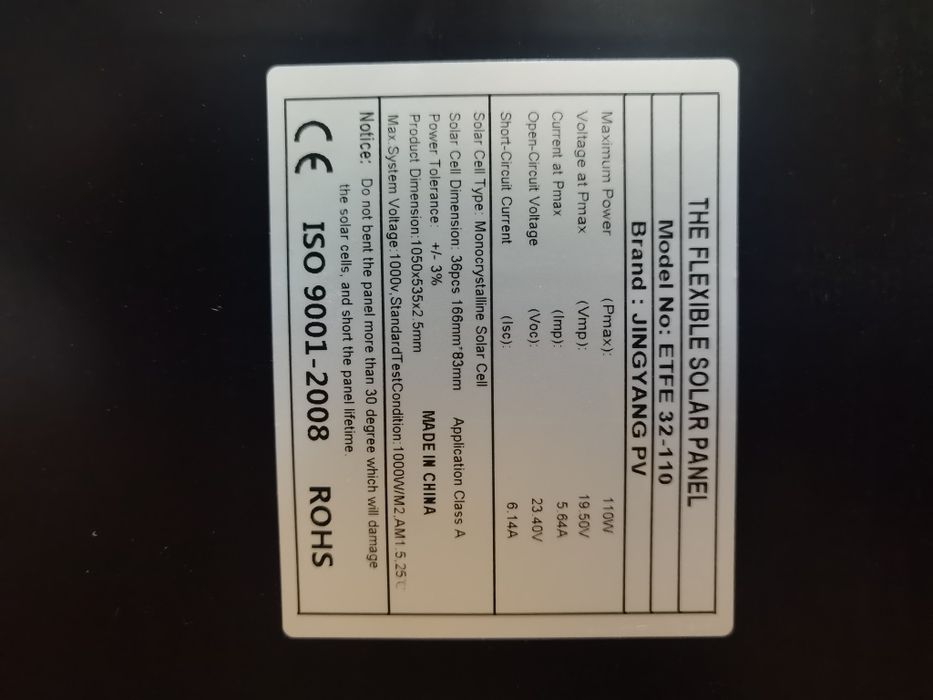 THE FLEXIBLE SOLAR PANEL
Model No: ETFE 32-110
Brand : JINGYANG PV
Maximum Power (Pmax): 110W
Voltage at Pmax (Vmp): 19.50V
Current at Pmax (Imp): 5.64A
Open-Circuit Voltage (Voc): 23.40V
Short-Circuit Current (Isc): 6.14A
Solar Cell Type: Monocrystalline Solar Cell
Solar Cell Dimension: 36pcs 166mm*83mm Application Class A
Power Tolerance: +/- 3% MADE IN CHINA
Product Dimension:1050x535x2.5mm
Max.System Voltage:1000v,StandardTestCondition:1000W/M2,AM1.5,25℃
Notice: Do not bent the panel more than 30 degree which will damage
the solar cells, and short the panel lifetime.
CE ISO 9001-2008 ROHS